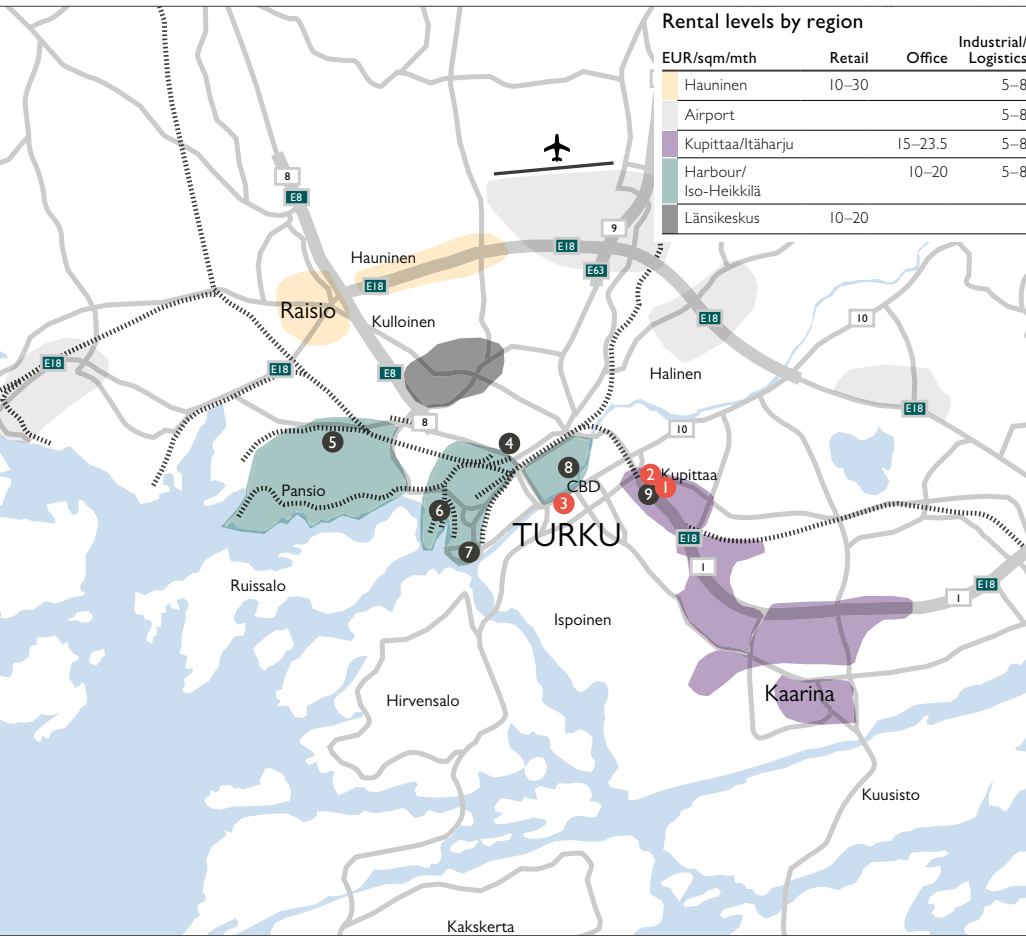 Rental levels by region
EUR/sqm/mth Retail Office Industrial/
Logistics
Hauninen 10–30 5–8
Airport 5–8
Kupittaa/Itäharju 15–23.5 5–8
Harbour/ 10–20 5–8
Iso-Heikkilä
Länsikeskus 10–20
8
E8
9
E18
E63
Hauninen
E18
Raisio
Kulloinen
E18
10
E18
E18
E8
Halinen
E18
8
10
5
4
8
CBD
2
Kupittaa
1
9
Pansio
6
3
TURKU
7
E18
1
Ruissalo
E18
1
Ispoinen
Hirvensalo
Kaarina
Kuusisto
Kakskerta